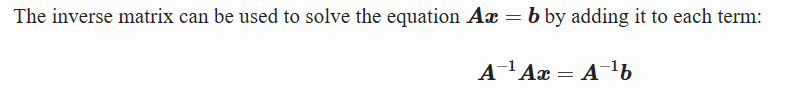 The inverse matrix can be used to solve the equation Ax = b by adding it to each term:
A⁻¹Ax = A⁻¹b